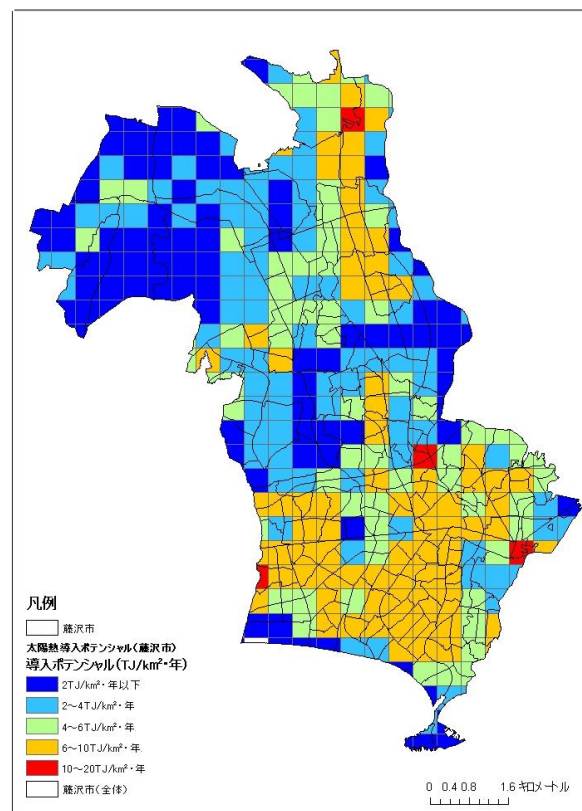 凡例
藤沢市
太陽熱導入ポテンシャル(藤沢市)
導入ポテンシャル(TJ/km²・年)
2TJ/km²・年以下
2～4TJ/km²・年
4～6TJ/km²・年
6～10TJ/km²・年
10～20TJ/km²・年
藤沢市(全体)
0 0.4 0.8 1.6 キロメートル